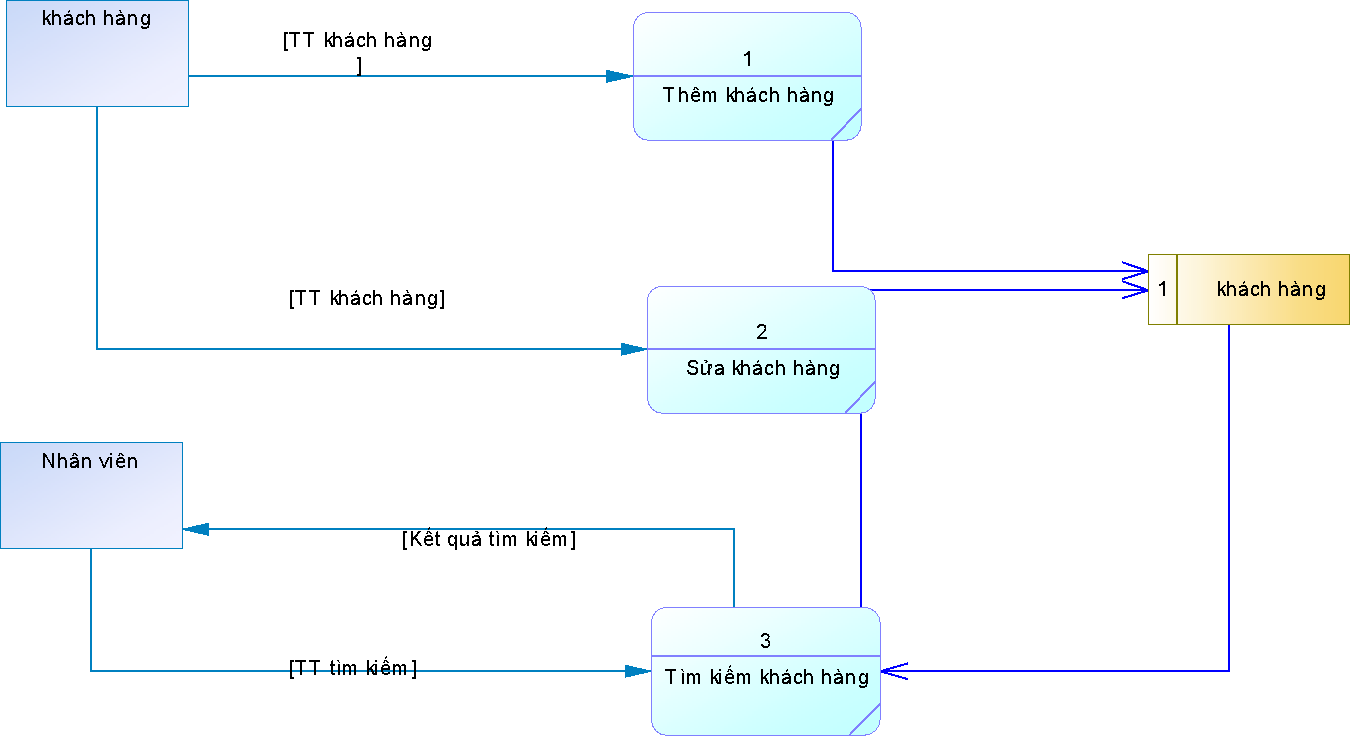 khách hàng
[TT khách hàng
]
1
Thêm khách hàng
[TT khách hàng]
2
Sửa khách hàng
1
khách hàng
Nhân viên
[Kết quả tìm kiếm]
[TT tìm kiếm]
3
Tìm kiếm khách hàng